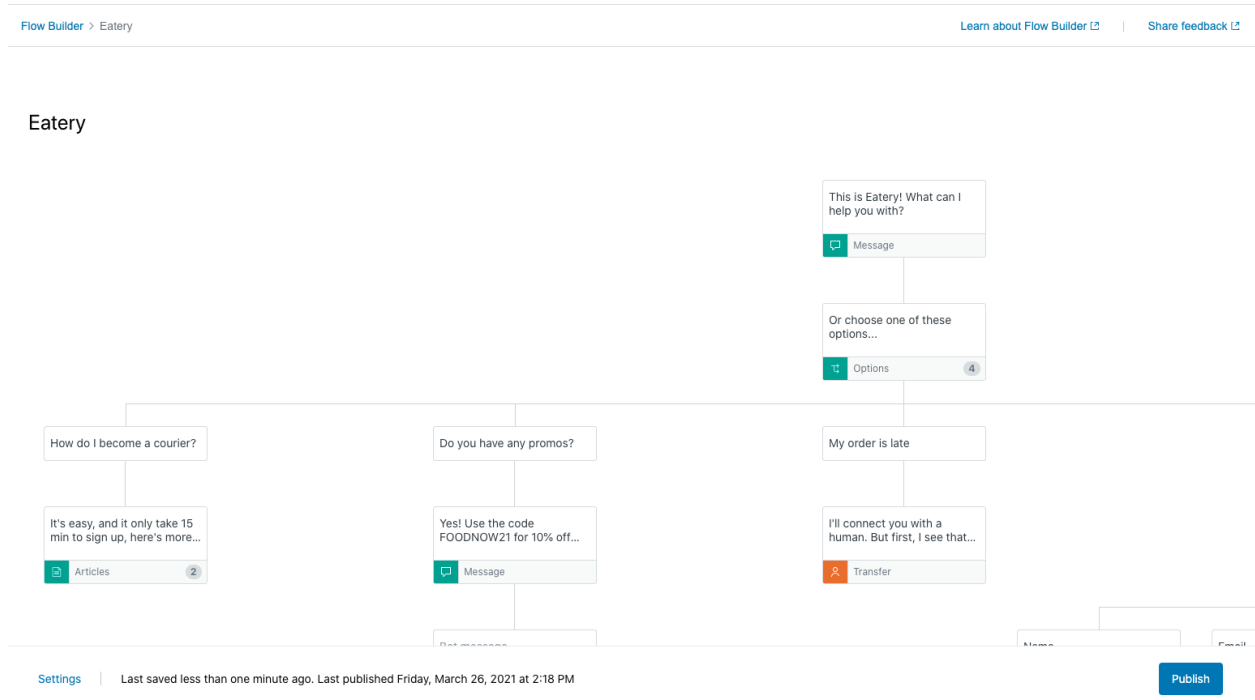 Flow Builder > Eatery
Learn about Flow Builder
Share feedback
Eatery
This is Eatery! What can I
help you with?
Message
Or choose one of these
options...
Options 4
How do I become a courier?
Do you have any promos?
My order is late
It's easy, and it only take 15
min to sign up, here's more...
Articles 2
Yes! Use the code
FOODNOW21 for 10% off...
Message
I'll connect you with a
human. But first, I see that...
Transfer
Bot message
Name
Email
Settings
Last saved less than one minute ago. Last published Friday, March 26, 2021 at 2:18 PM
Publish